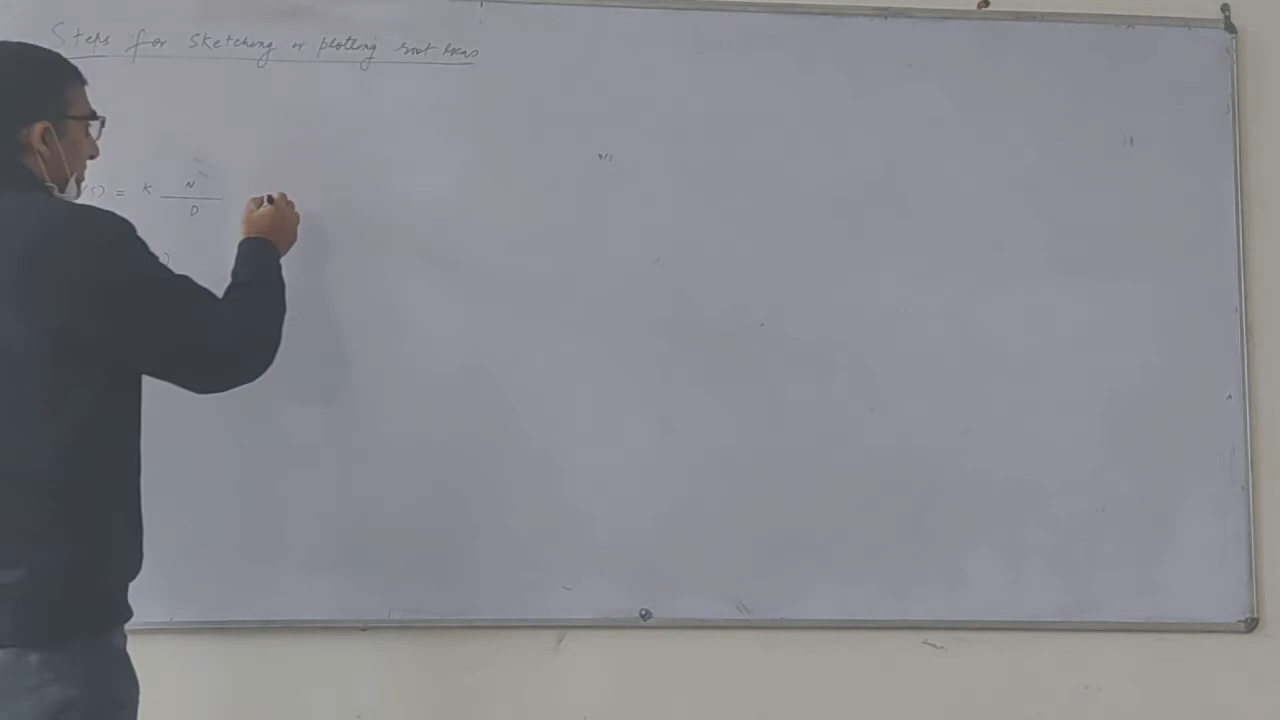 Steps for sketching or plotting root locus
(s) = K N
D
)